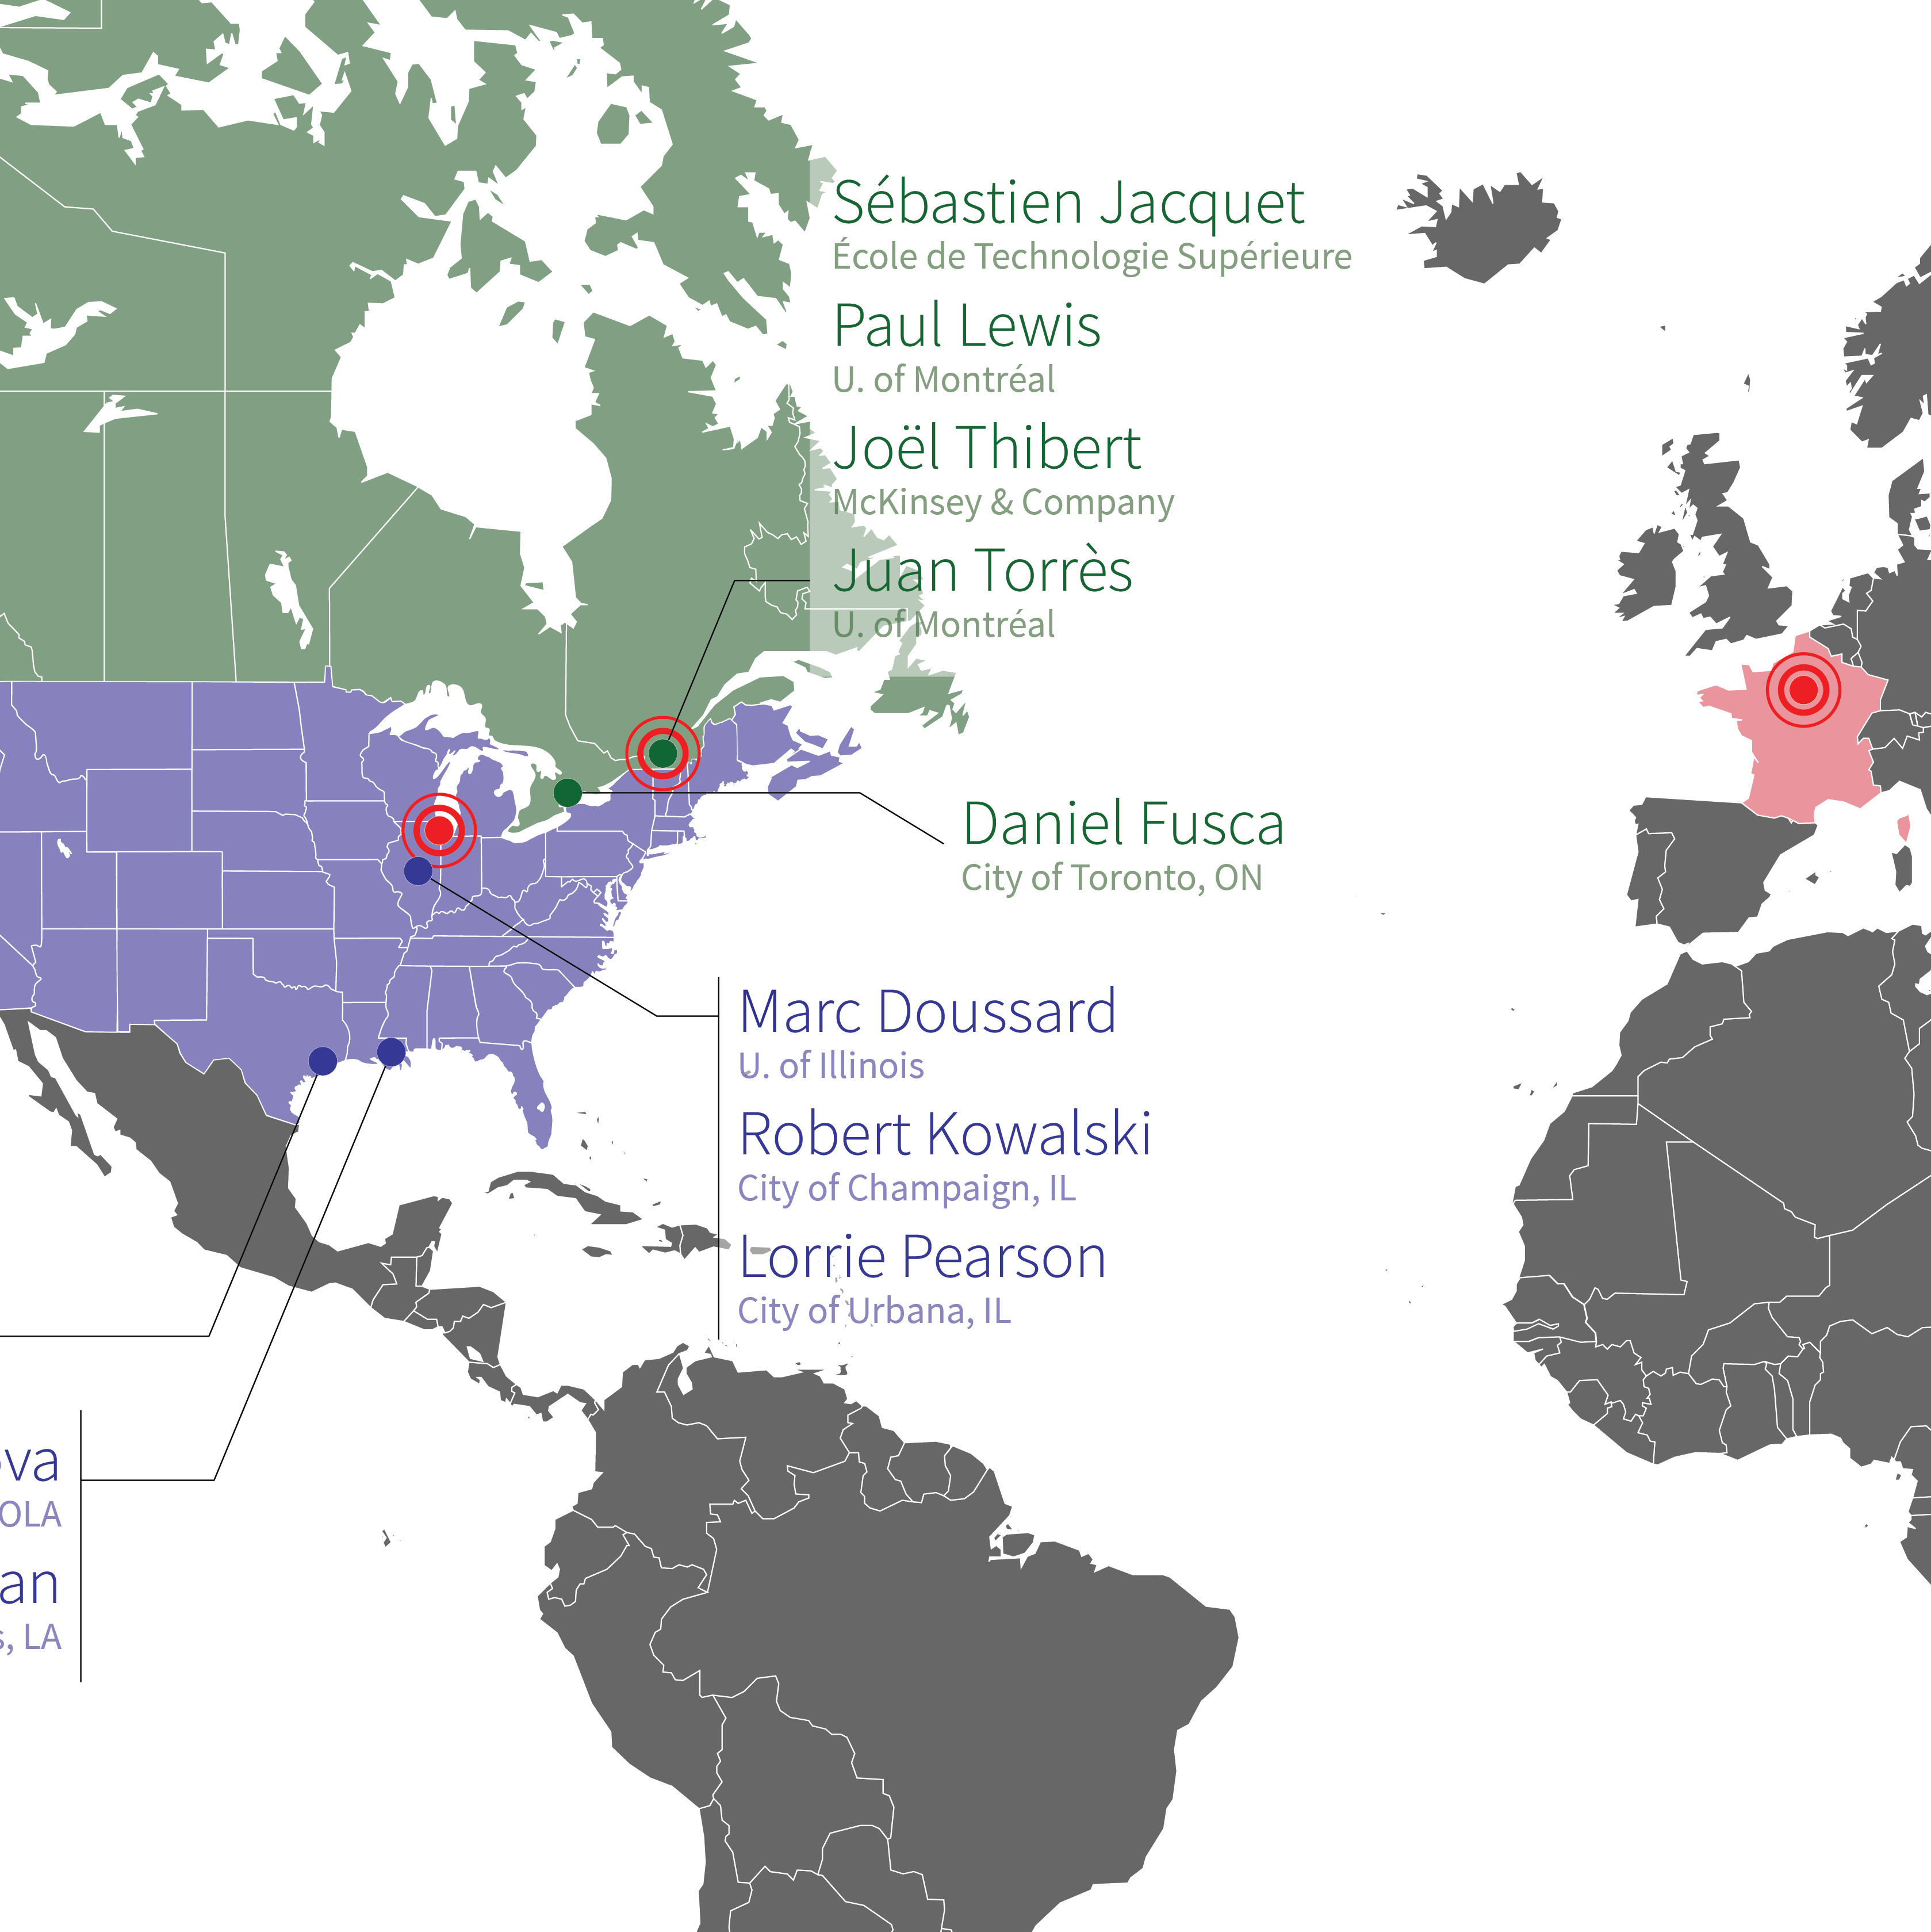 Sébastien Jacquet
École de Technologie Supérieure
Paul Lewis
U. of Montréal
Joël Thibert
McKinsey & Company
Juan Torrès
U. of Montréal
Daniel Fusca
City of Toronto, ON
Marc Doussard
U. of Illinois
Robert Kowalski
City of Champaign, IL
Lorrie Pearson
City of Urbana, IL
va
OLA
an
s, LA